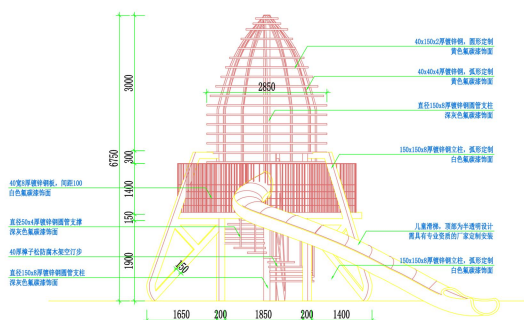 40x150x2厚镀锌钢，圆形定制
黄色氟碳漆饰面
40x40x4厚镀锌钢，弧形定制
黄色氟碳漆饰面
2850
直径150x8厚镀锌钢圆管支柱
深灰色氟碳漆饰面
3000
6750
300
150x150x8厚镀锌钢立柱，弧形定制
白色氟碳漆饰面
40宽8厚镀锌钢板，间距100
白色氟碳漆饰面
1400
150
直径50x4厚镀锌钢圆管支撑
深灰色氟碳漆饰面
儿童滑梯，顶部为半透明设计
需具有专业资质的厂家定制安装
40厚樟子松防腐木架空汀步
1900
150
直径150x8厚镀锌钢圆管支柱
深灰色氟碳漆饰面
150x150x8厚镀锌钢立柱，弧形定制
白色氟碳漆饰面
1650 200 1850 200 1400